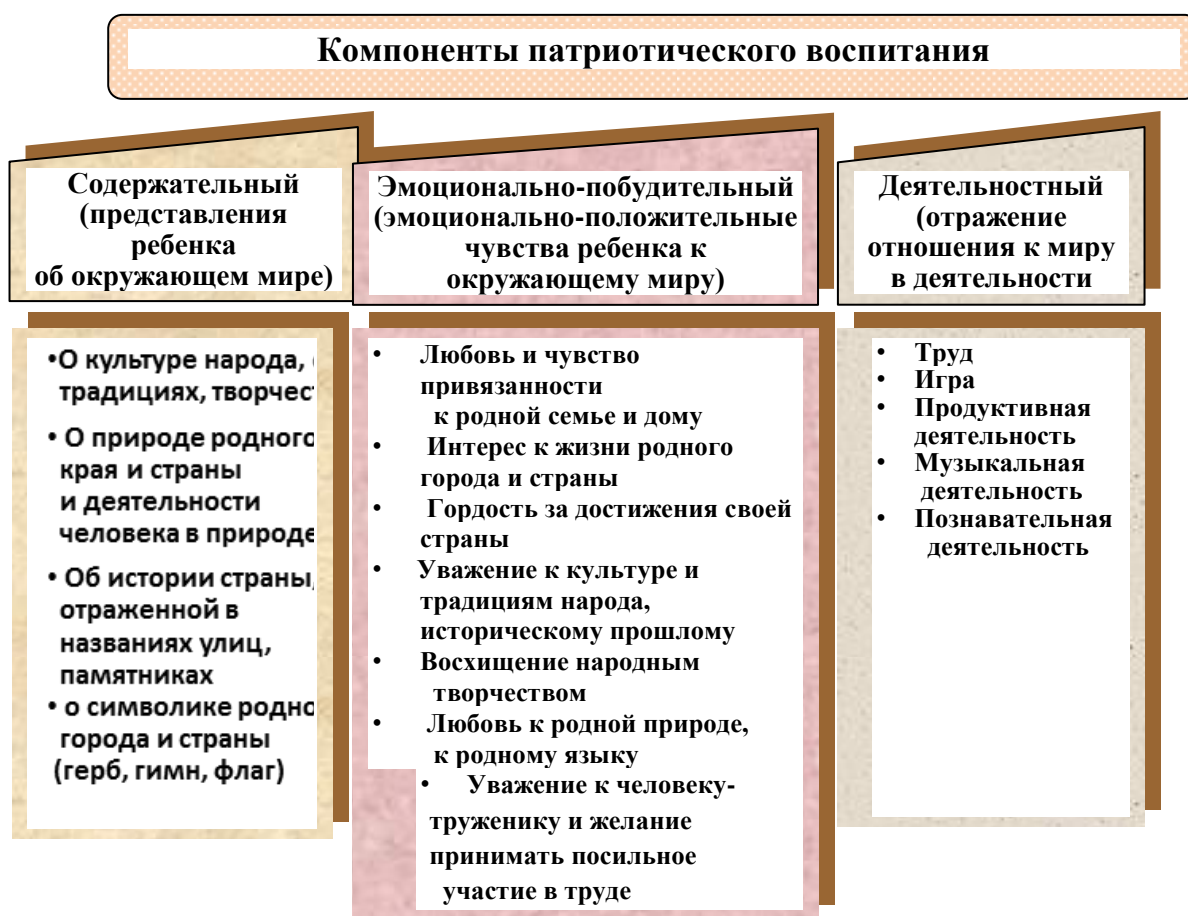 Компоненты патриотического воспитания
Содержательный
(представления
ребенка
об окружающем мире)
•О культуре народа,
традициях,
• О природе родного
края и страны
и деятельности
человека в природе
• Об истории страны,
отраженной в
названиях улиц,
памятниках
• о символике
города и страны
(герб, гимн, флаг)
Эмоционально-побудительный
(эмоционально-положительные
чувства ребенка к
окружающему миру)
• Любовь и чувство
привязанности
к родной семье и дому
• Интерес к жизни родного
города и страны
• Гордость за достижения своей
страны
• Уважение к культуре и
традициям народа,
историческому прошлому
• Восхищение народным
творчеством
• Любовь к родной природе,
к родному языку
• Уважение к человеку-
труженику и желание
принимать посильное
участие в труде
Деятельностный
(отражение
отношения к миру
в деятельности
• Труд
• Игра
• Продуктивная
деятельность
• Музыкальная
деятельность
• Познавательная
деятельность